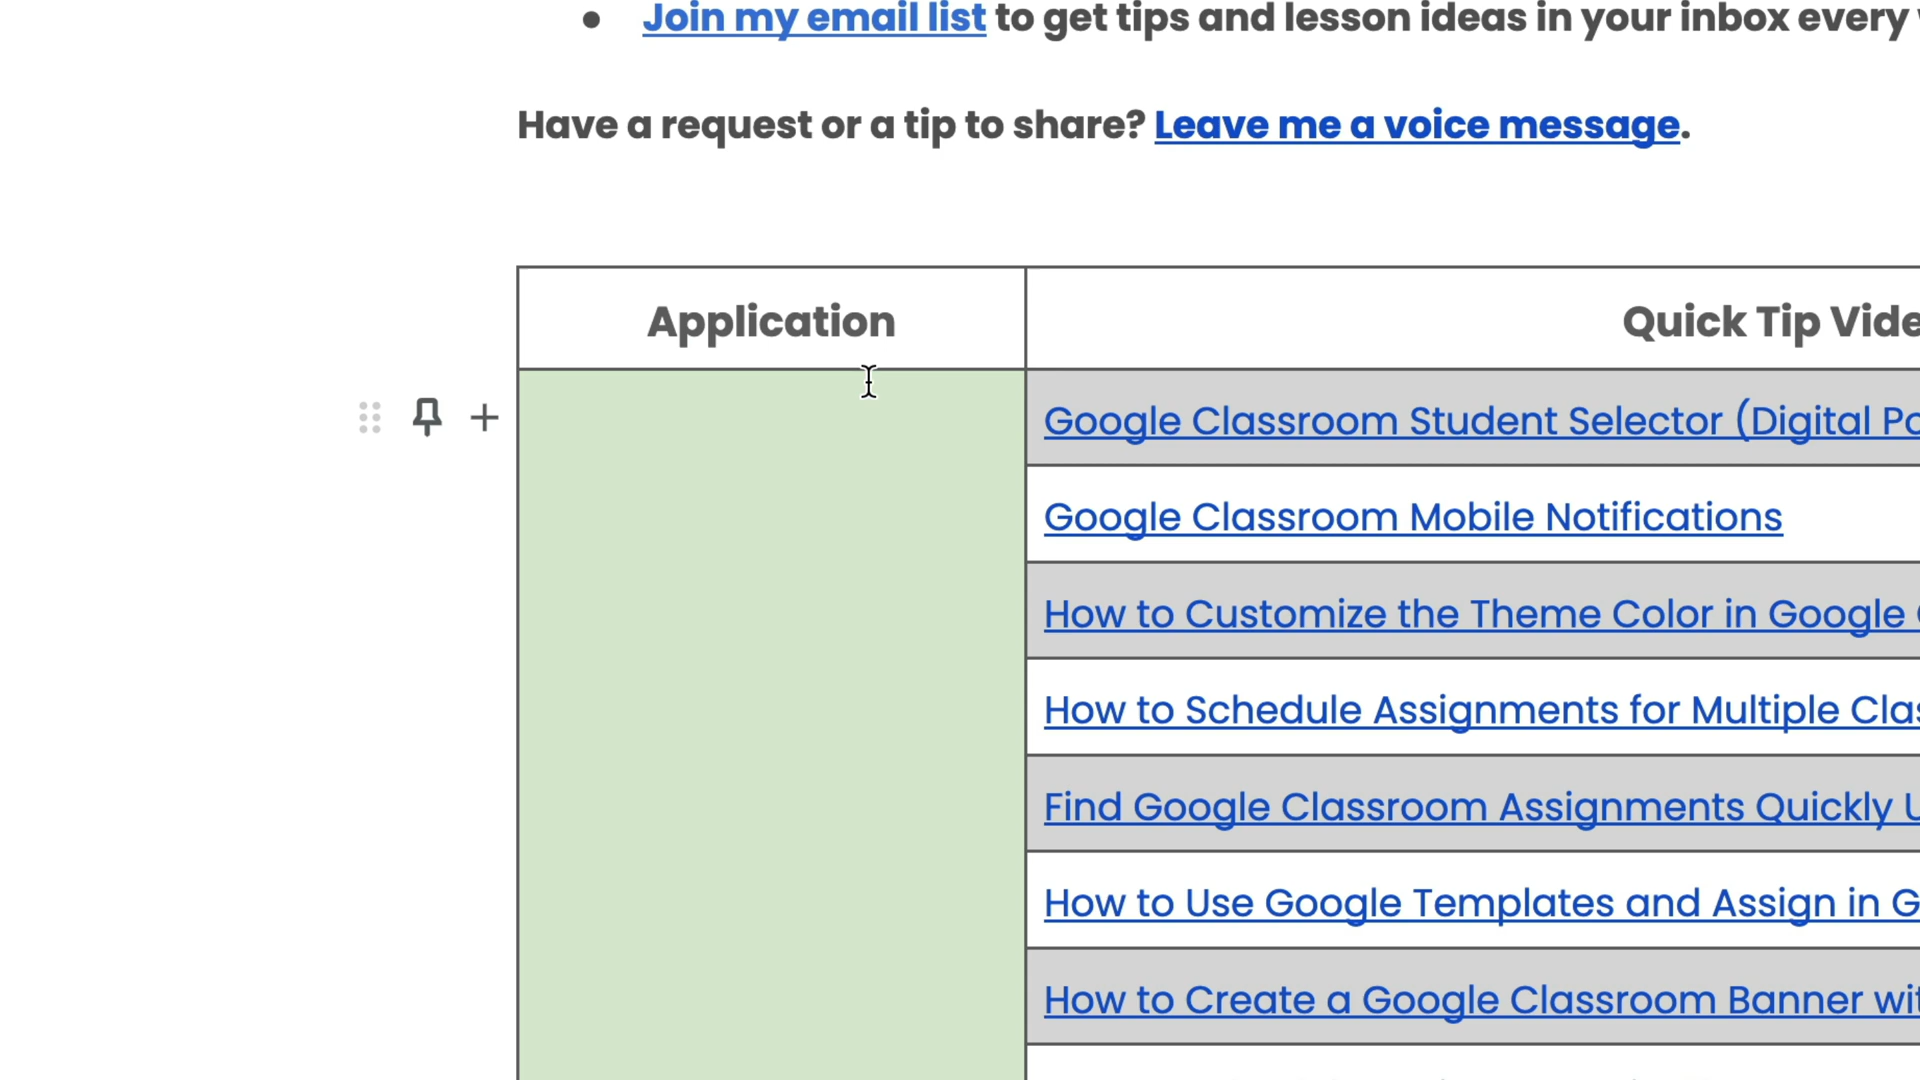 ● Join my email list to get tips and lesson ideas in your inbox every
Have a request or a tip to share? Leave me a voice message.
Application
Quick Tip Vide
Google Classroom Student Selector (Digital Po
Google Classroom Mobile Notifications
How to Customize the Theme Color in Google
How to Schedule Assignments for Multiple Clas
Find Google Classroom Assignments Quickly U
How to Use Google Templates and Assign in G
How to Create a Google Classroom Banner wit